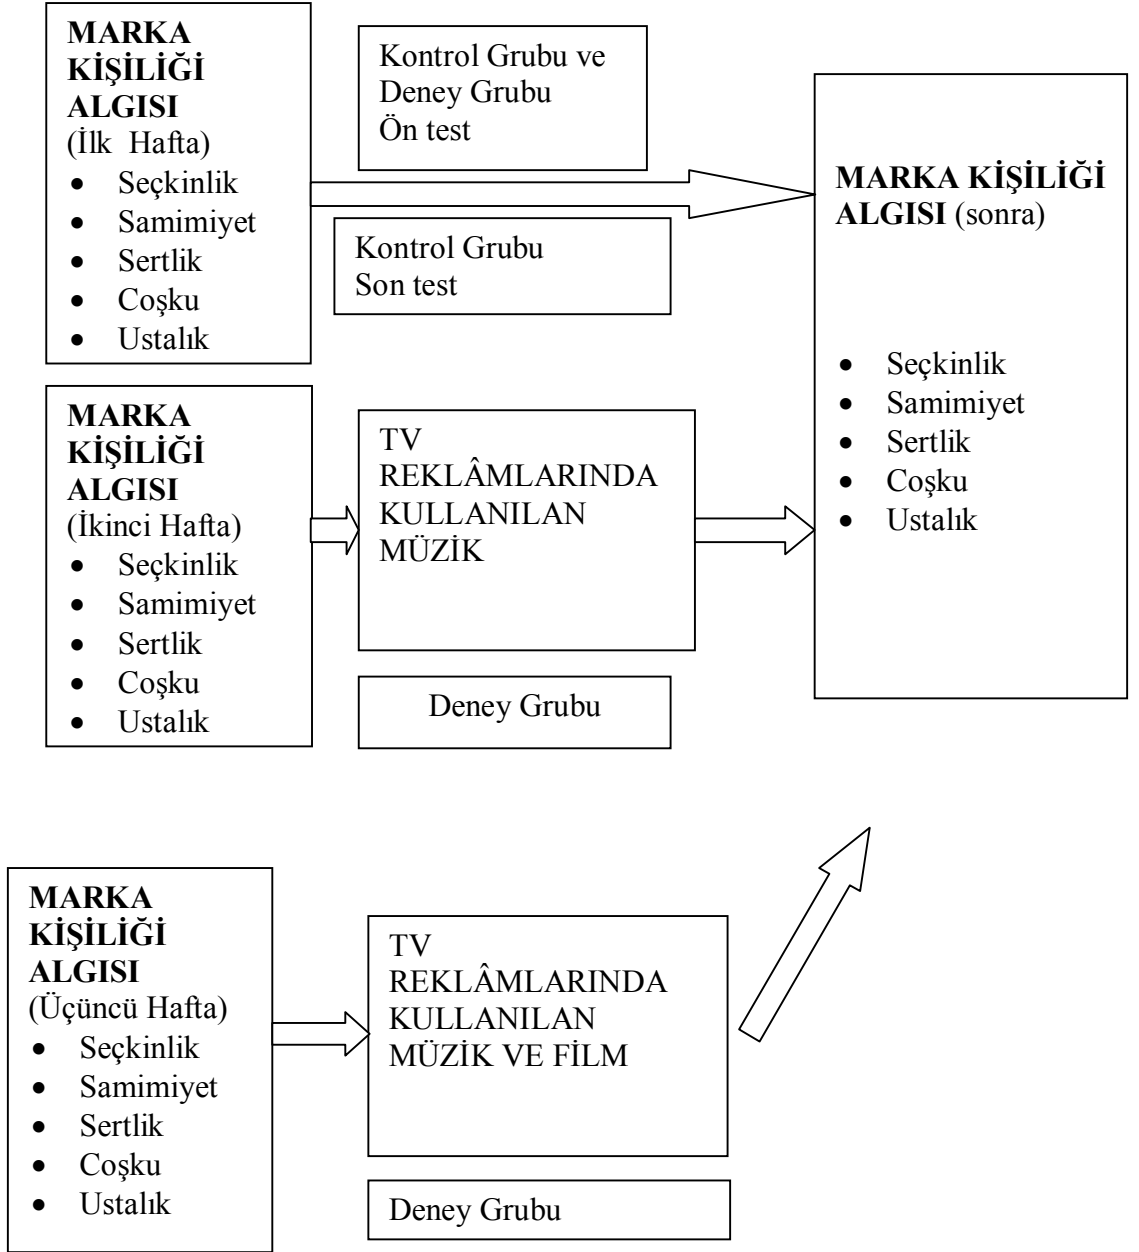 MARKA
KİŞİLİĞİ
ALGISI
(İlk Hafta)
• Seçkinlik
• Samimiyet
• Sertlik
• Coşku
• Ustalık
Kontrol Grubu ve
Deney Grubu
Ön test
Kontrol Grubu
Son test
MARKA KİŞİLİĞİ
ALGISI (sonra)
• Seçkinlik
• Samimiyet
• Sertlik
• Coşku
• Ustalık
MARKA
KİŞİLİĞİ
ALGISI
(İkinci Hafta)
• Seçkinlik
• Samimiyet
• Sertlik
• Coşku
• Ustalık
TV
REKLÂMLARINDA
KULLANILAN
MÜZİK
Deney Grubu
MARKA
KİŞİLİĞİ
ALGISI
(Üçüncü Hafta)
• Seçkinlik
• Samimiyet
• Sertlik
• Coşku
• Ustalık
TV
REKLÂMLARINDA
KULLANILAN
MÜZİK VE FİLM
Deney Grubu